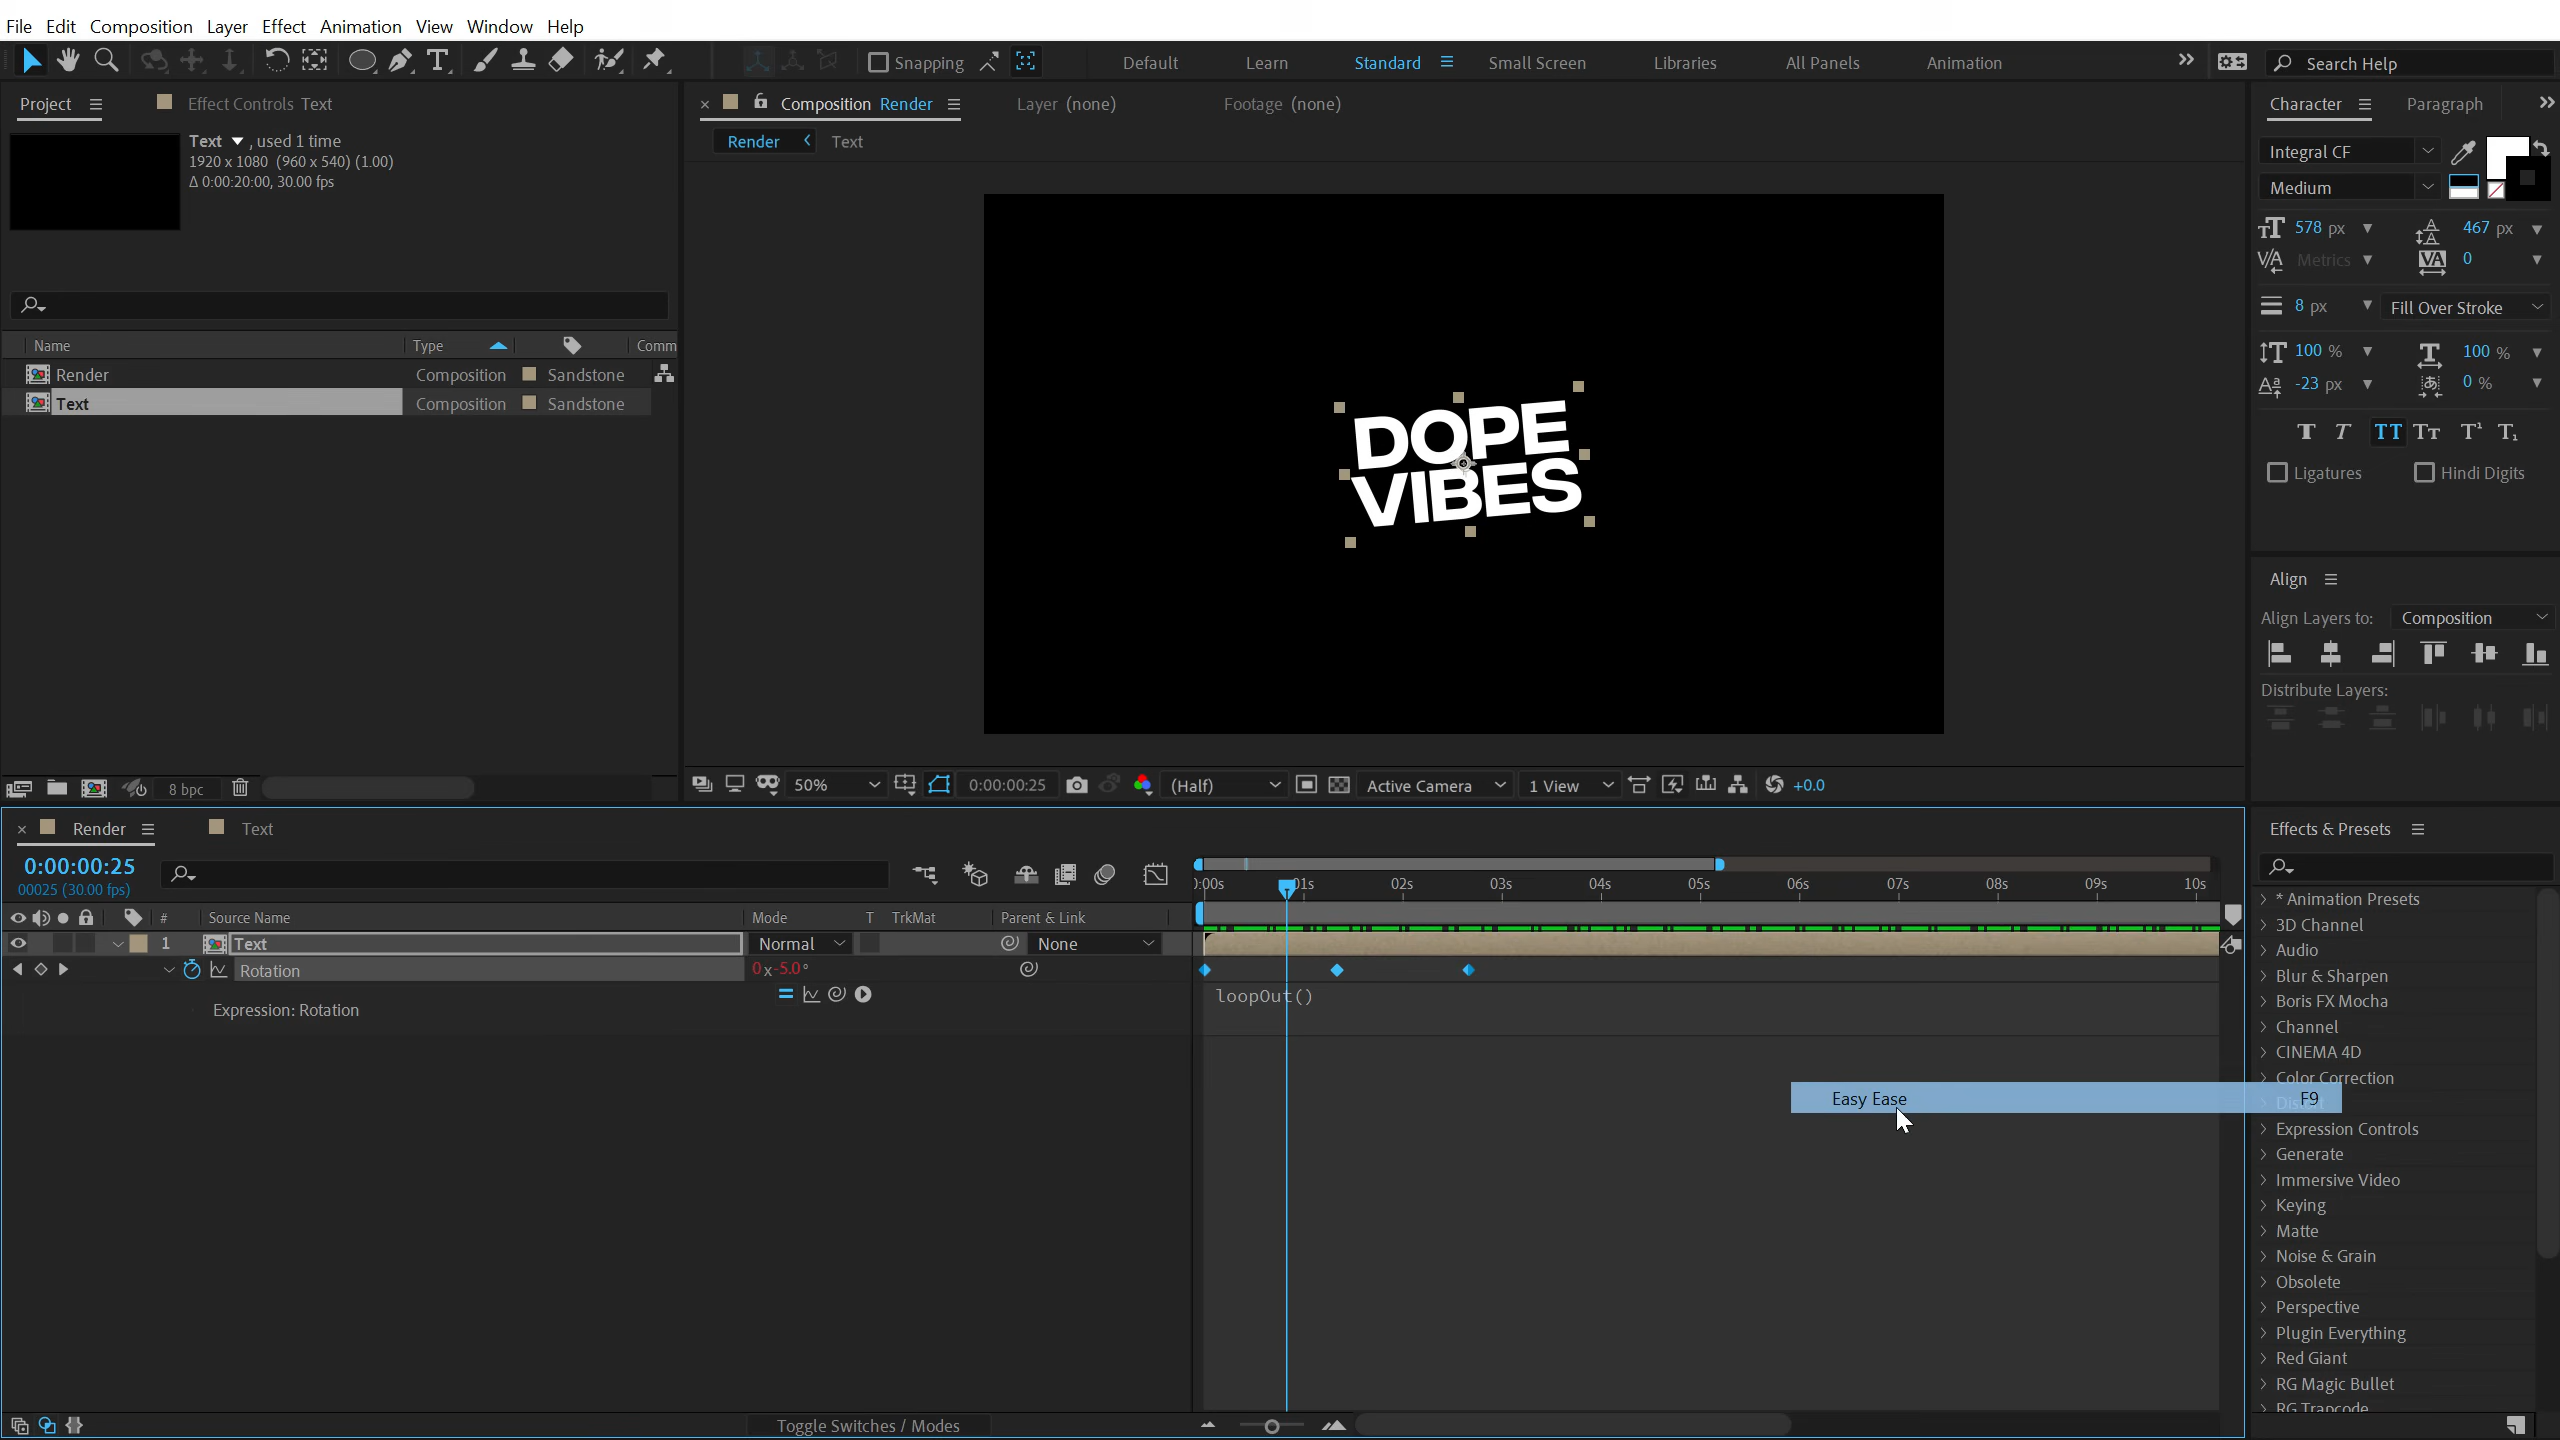 File Edit Composition Layer Effect Animation View Window Help
Snapping Default Learn Standard Small Screen Libraries All Panels Animation Search Help
Project Effect Controls Text
Text , used 1 time
1920 x 1080 (960 x 540) (1.00)
Δ 0:00:20:00, 30.00 fps
Name Type Comm
Render Composition Sandstone
Text Composition Sandstone
8 bpc
Composition Render Layer (none) Footage (none)
Render Text
DOPE
VIBES
50% 0:00:00:25 (Half) Active Camera 1 View +0.0
Character Paragraph
Integral CF
Medium
578 px 467 px
Metrics 0
8 px Fill Over Stroke
100 % 100 %
-23 px 0 %
Ligatures Hindi Digits
Align
Align Layers to: Composition
Distribute Layers:
Render Text
0:00:00:25
00025 (30.00 fps)
):00s 01s 02s 03s 04s 05s 06s 07s 08s 09s 10s
# Source Name Mode T TrkMat Parent & Link
1 Text Normal None
Rotation 0x-5.0°
Expression: Rotation
loopOut()
Easy Ease F9
Toggle Switches / Modes
Effects & Presets
* Animation Presets
3D Channel
Audio
Blur & Sharpen
Boris FX Mocha
Channel
CINEMA 4D
Color Correction
Expression Controls
Generate
Immersive Video
Keying
Matte
Noise & Grain
Obsolete
Perspective
Plugin Everything
Red Giant
RG Magic Bullet
RG Trapcode